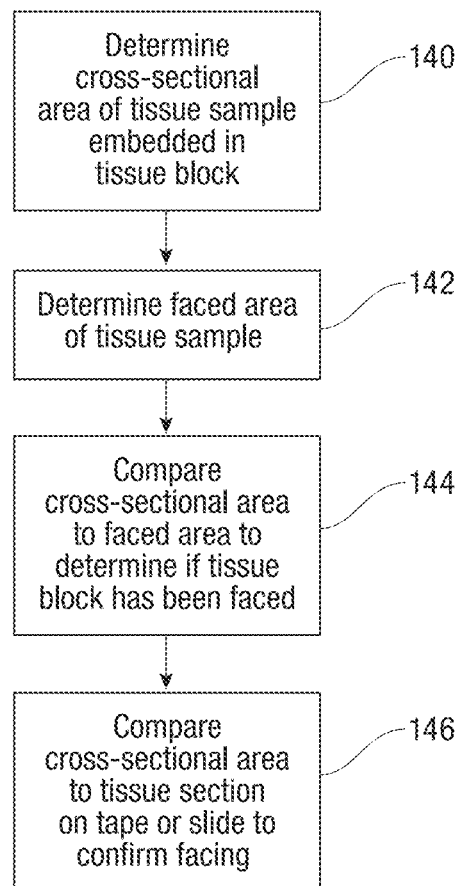 Determine
cross-sectional
area of tissue sample
embedded in
tissue block
140
Determine faced area
of tissue sample
142
Compare
cross-sectional area
to faced area to
determine if tissue
block has been faced
144
Compare
cross-sectional area
to tissue section
on tape or slide to
confirm facing
146